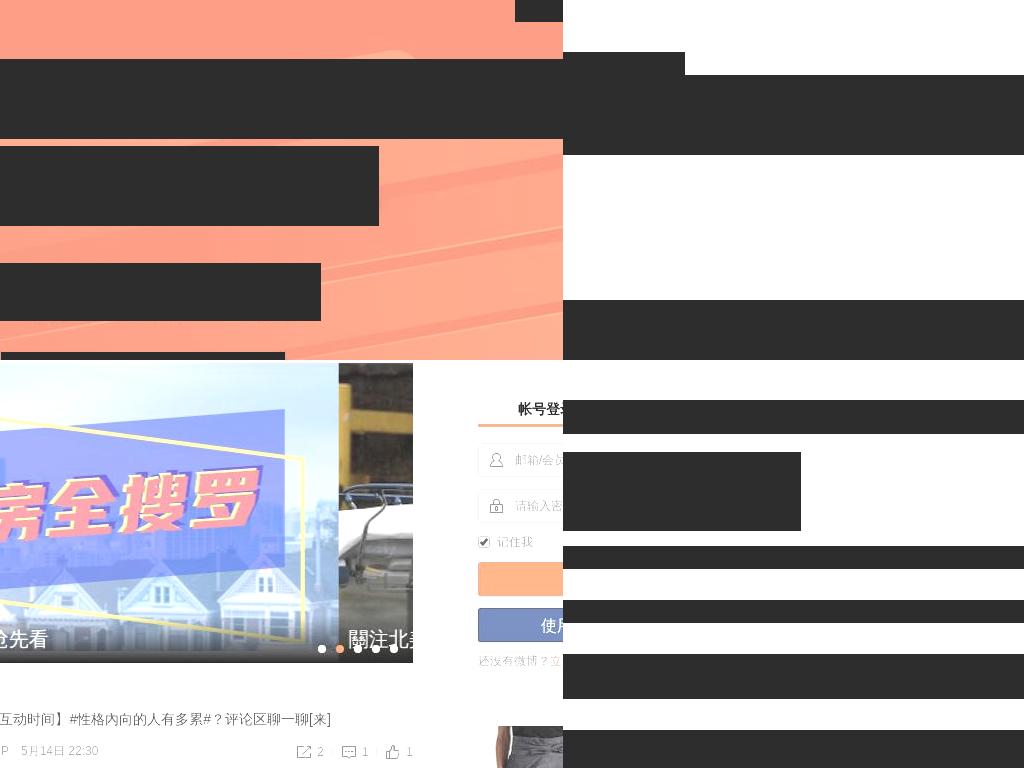 房全搜罗
抢先看
關注北美
帐号登
邮箱/会员
请输入密
记住我
使用
还没有微博？立
互动时间】#性格内向的人有多累#？评论区聊一聊[来]
P 5月14日 22:30
2 1 1